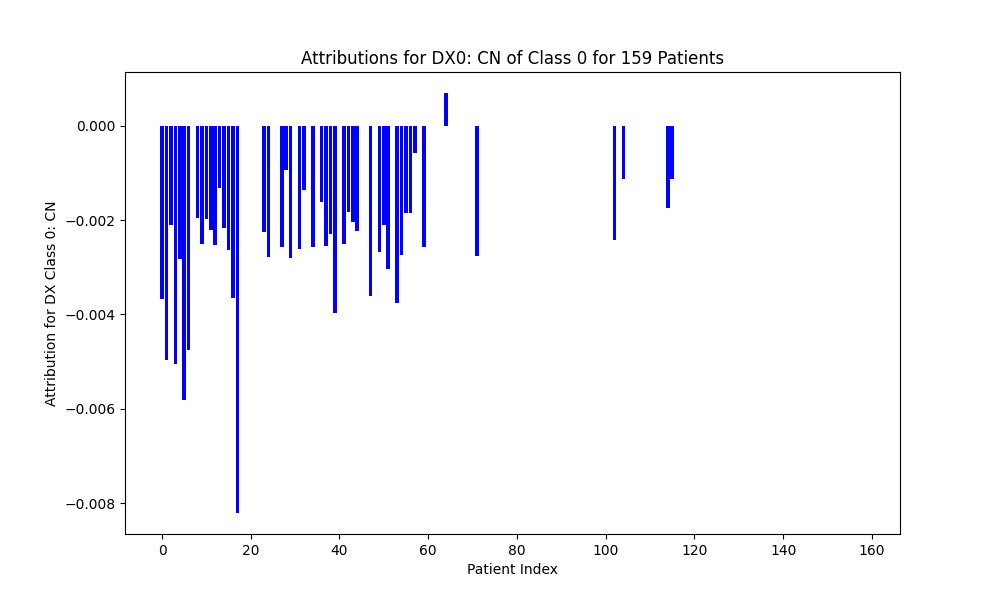 Attributions for DX0: CN of Class 0 for 159 Patients
Attribution for DX Class 0: CN
0.000
−0.002
−0.004
−0.006
−0.008
0 20 40 60 80 100 120 140 160
Patient Index